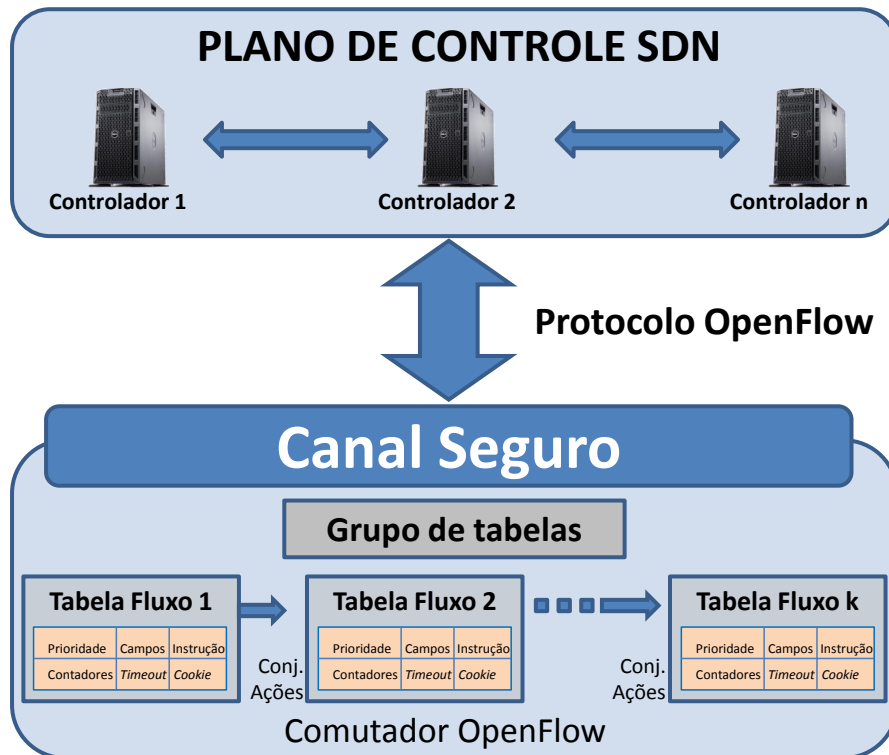 PLANO DE CONTROLE SDN
Controlador 1
Controlador 2
Controlador n
Protocolo OpenFlow
Canal Seguro
Grupo de tabelas
Tabela Fluxo 1
Prioridade Campos Instrução
Contadores Timeout Cookie
Conj.
Ações
Tabela Fluxo 2
Prioridade Campos Instrução
Contadores Timeout Cookie
Conj.
Ações
Tabela Fluxo k
Prioridade Campos Instrução
Contadores Timeout Cookie
Comutador OpenFlow